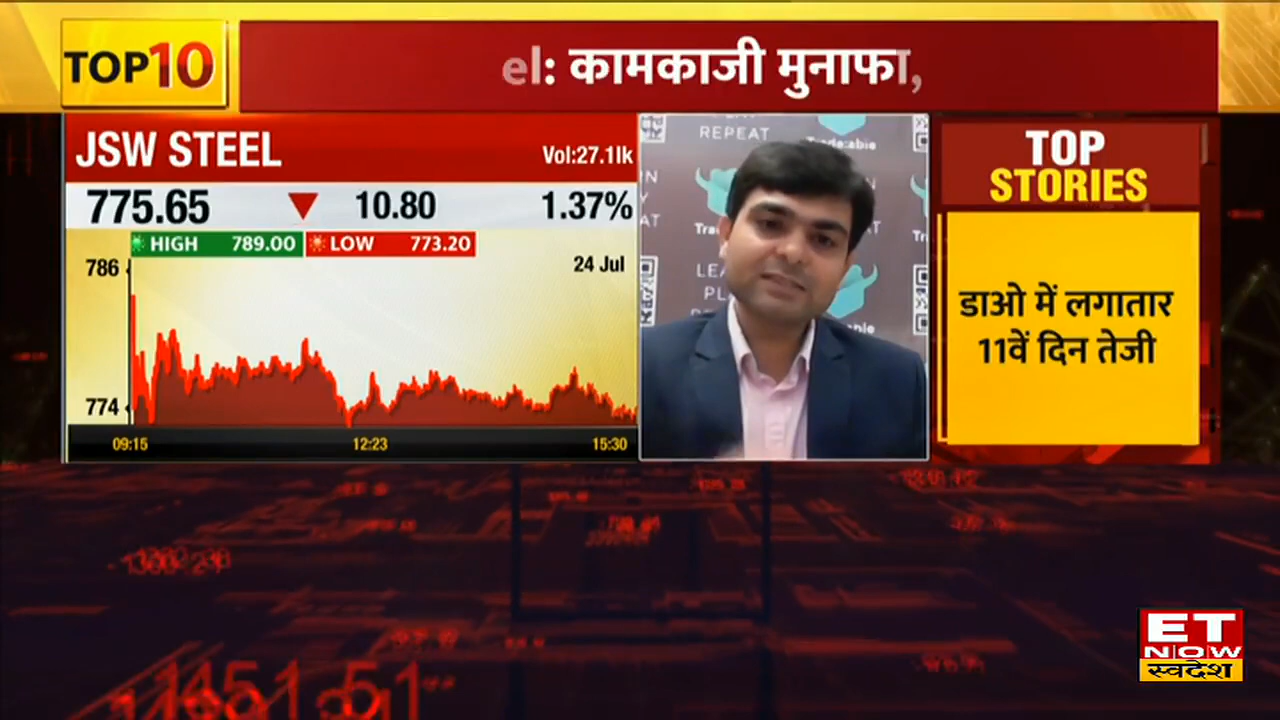 TOP10
el: कामकाजी मुनाफा,
JSW STEEL
Vol:27.1lk
775.65 ▼ 10.80 1.37%
HIGH 789.00 LOW 773.20
786
24 Jul
774
09:15 12:23 15:30
REPEAT
Trade:able
TOP
STORIES
डाओ में लगातार
11वें दिन तेजी
ET
NOW
स्वदेश